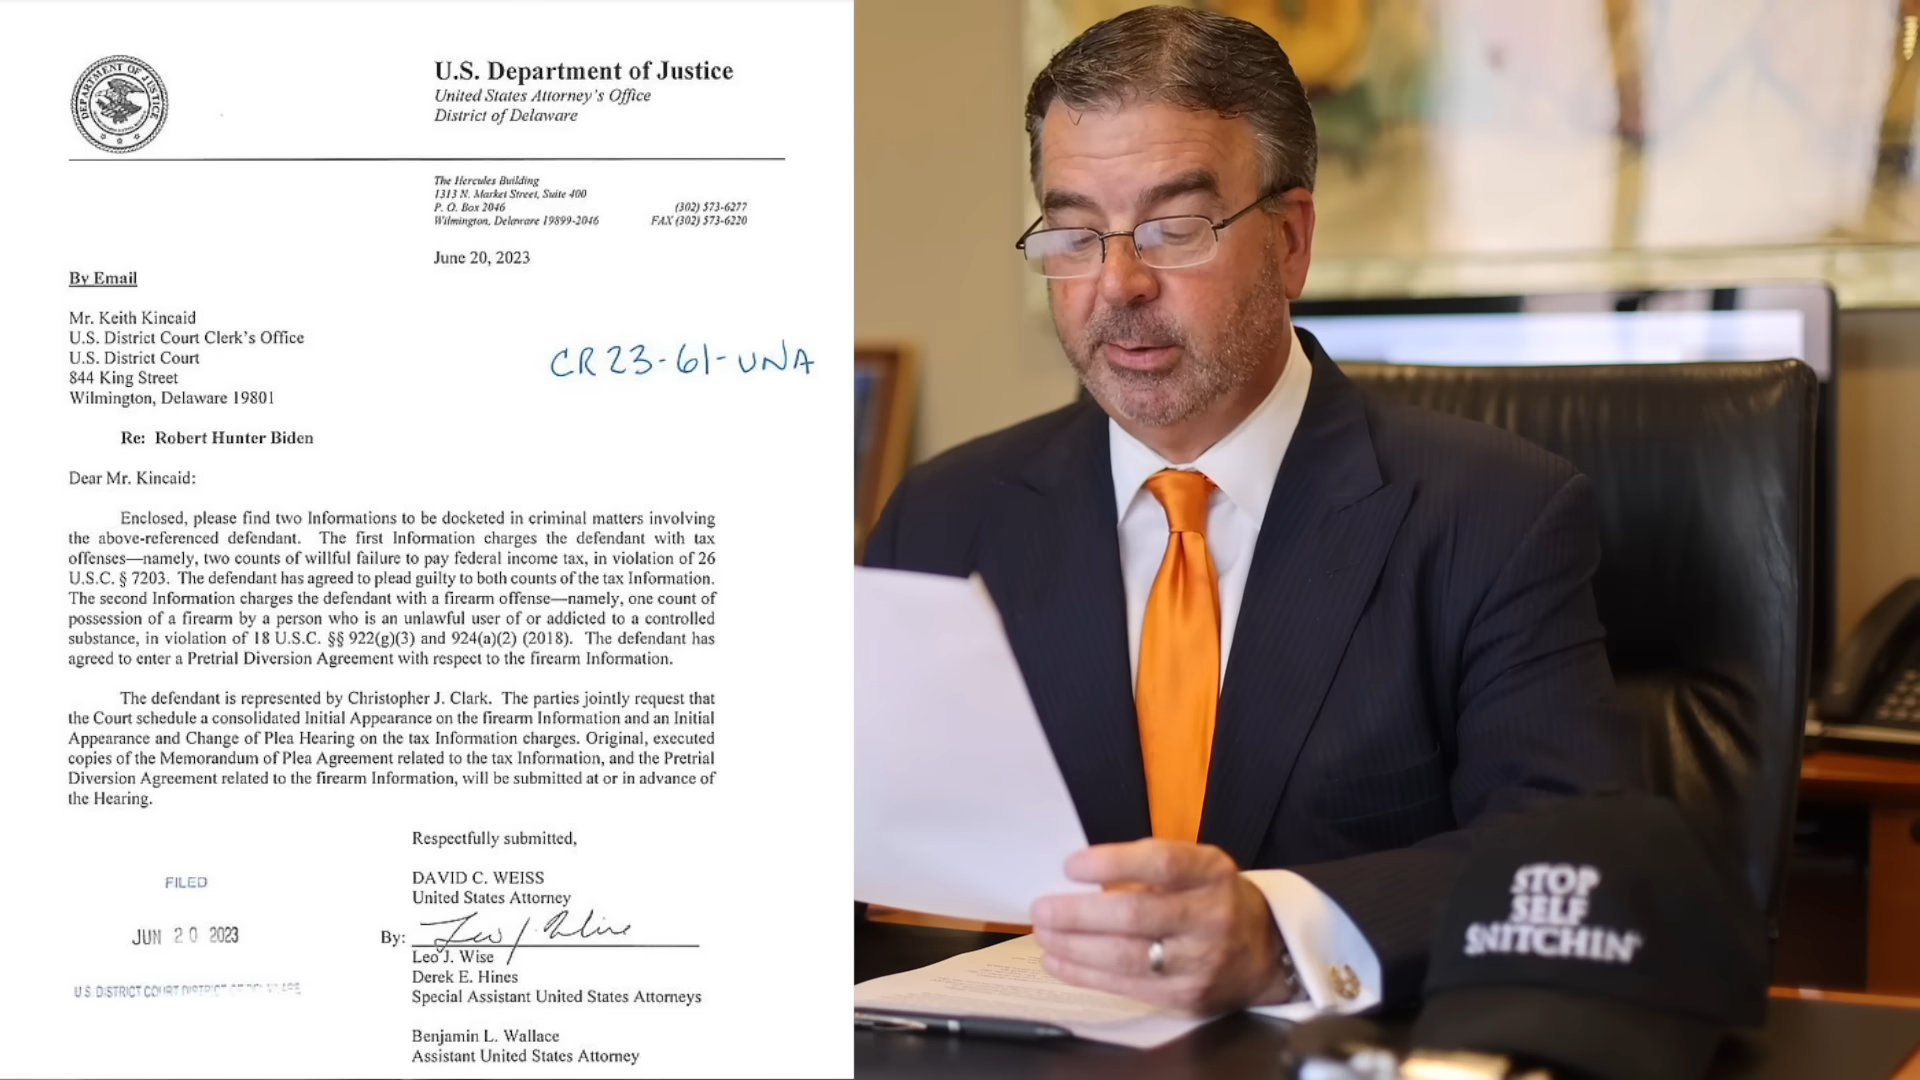 DEPARTMENT OF JUSTICE
U.S. Department of Justice
United States Attorney's Office
District of Delaware
The Hercules Building
1313 N. Market Street, Suite 400
P. O. Box 2046 (302) 573-6277
Wilmington, Delaware 19899-2046 FAX (302) 573-6220
June 20, 2023
By Email
Mr. Keith Kincaid
U.S. District Court Clerk's Office
U.S. District Court
844 King Street
Wilmington, Delaware 19801
CR 23-61-UNA
Re: Robert Hunter Biden
Dear Mr. Kincaid:
Enclosed, please find two Informations to be docketed in criminal matters involving
the above-referenced defendant. The first Information charges the defendant with tax
offenses—namely, two counts of willful failure to pay federal income tax, in violation of 26
U.S.C. § 7203. The defendant has agreed to plead guilty to both counts of the tax Information.
The second Information charges the defendant with a firearm offense—namely, one count of
possession of a firearm by a person who is an unlawful user of or addicted to a controlled
substance, in violation of 18 U.S.C. §§ 922(g)(3) and 924(a)(2) (2018). The defendant has
agreed to enter a Pretrial Diversion Agreement with respect to the firearm Information.
The defendant is represented by Christopher J. Clark. The parties jointly request that
the Court schedule a consolidated Initial Appearance on the firearm Information and an Initial
Appearance and Change of Plea Hearing on the tax Information charges. Original, executed
copies of the Memorandum of Plea Agreement related to the tax Information, and the Pretrial
Diversion Agreement related to the firearm Information, will be submitted at or in advance of
the Hearing.
Respectfully submitted,
DAVID C. WEISS
United States Attorney
By: Leo J. Wise
Leo J. Wise
Derek E. Hines
Special Assistant United States Attorneys
Benjamin L. Wallace
Assistant United States Attorney
FILED
JUN 20 2023
U.S. DISTRICT COURT DISTRICT OF DELAWARE
STOP
SELF
SNITCHIN'